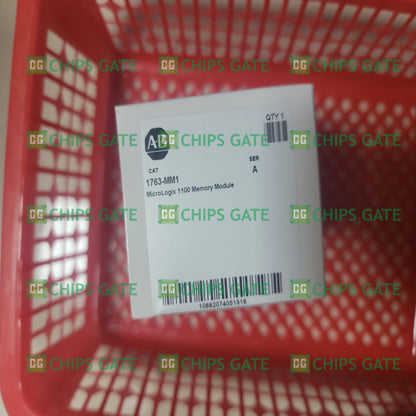 CHIPS GATE CHIPS GATE CHIPS GATE
CHIPS GATE CHIPS GATE CHIPS GATE
CHIPS GATE CHIPS GATE CHIPS GATE
CHIPS GATE CHIPS GATE CHIPS GATE
CHIPS GATE CHIPS GATE CHIPS GATE
QTY 1
A-B
CAT SER
1763-MM1 A
MicroLogix 1100 Memory Module
10662074051516